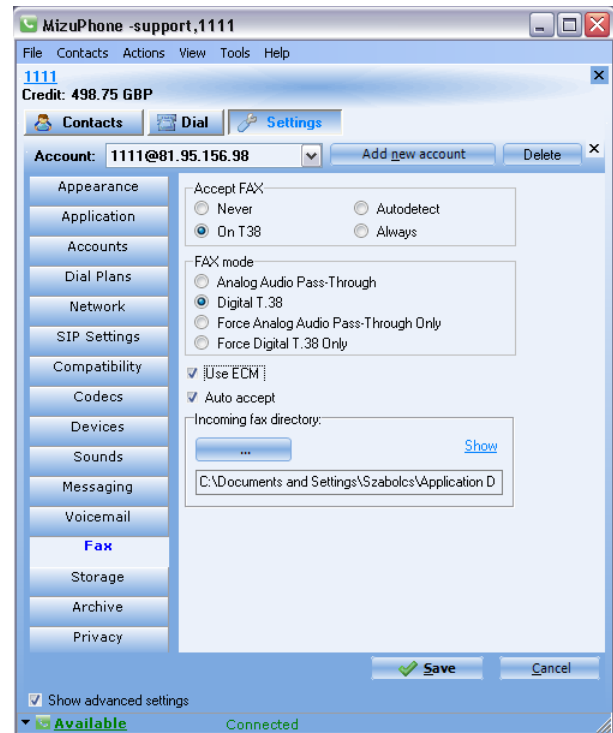 MizuPhone -support,1111
File Contacts Actions View Tools Help
1111
Credit: 498.75 GBP
Contacts Dial Settings
Account: 1111@81.95.156.98 Add new account Delete
Appearance
Application
Accounts
Dial Plans
Network
SIP Settings
Compatibility
Codecs
Devices
Sounds
Messaging
Voicemail
Fax
Storage
Archive
Privacy
Accept FAX
Never Autodetect
On T38 Always
FAX mode
Analog Audio Pass-Through
Digital T.38
Force Analog Audio Pass-Through Only
Force Digital T.38 Only
Use ECM
Auto accept
Incoming fax directory:
... Show
C:\Documents and Settings\Szabolcs\Application D
Save Cancel
Show advanced settings
Available Connected